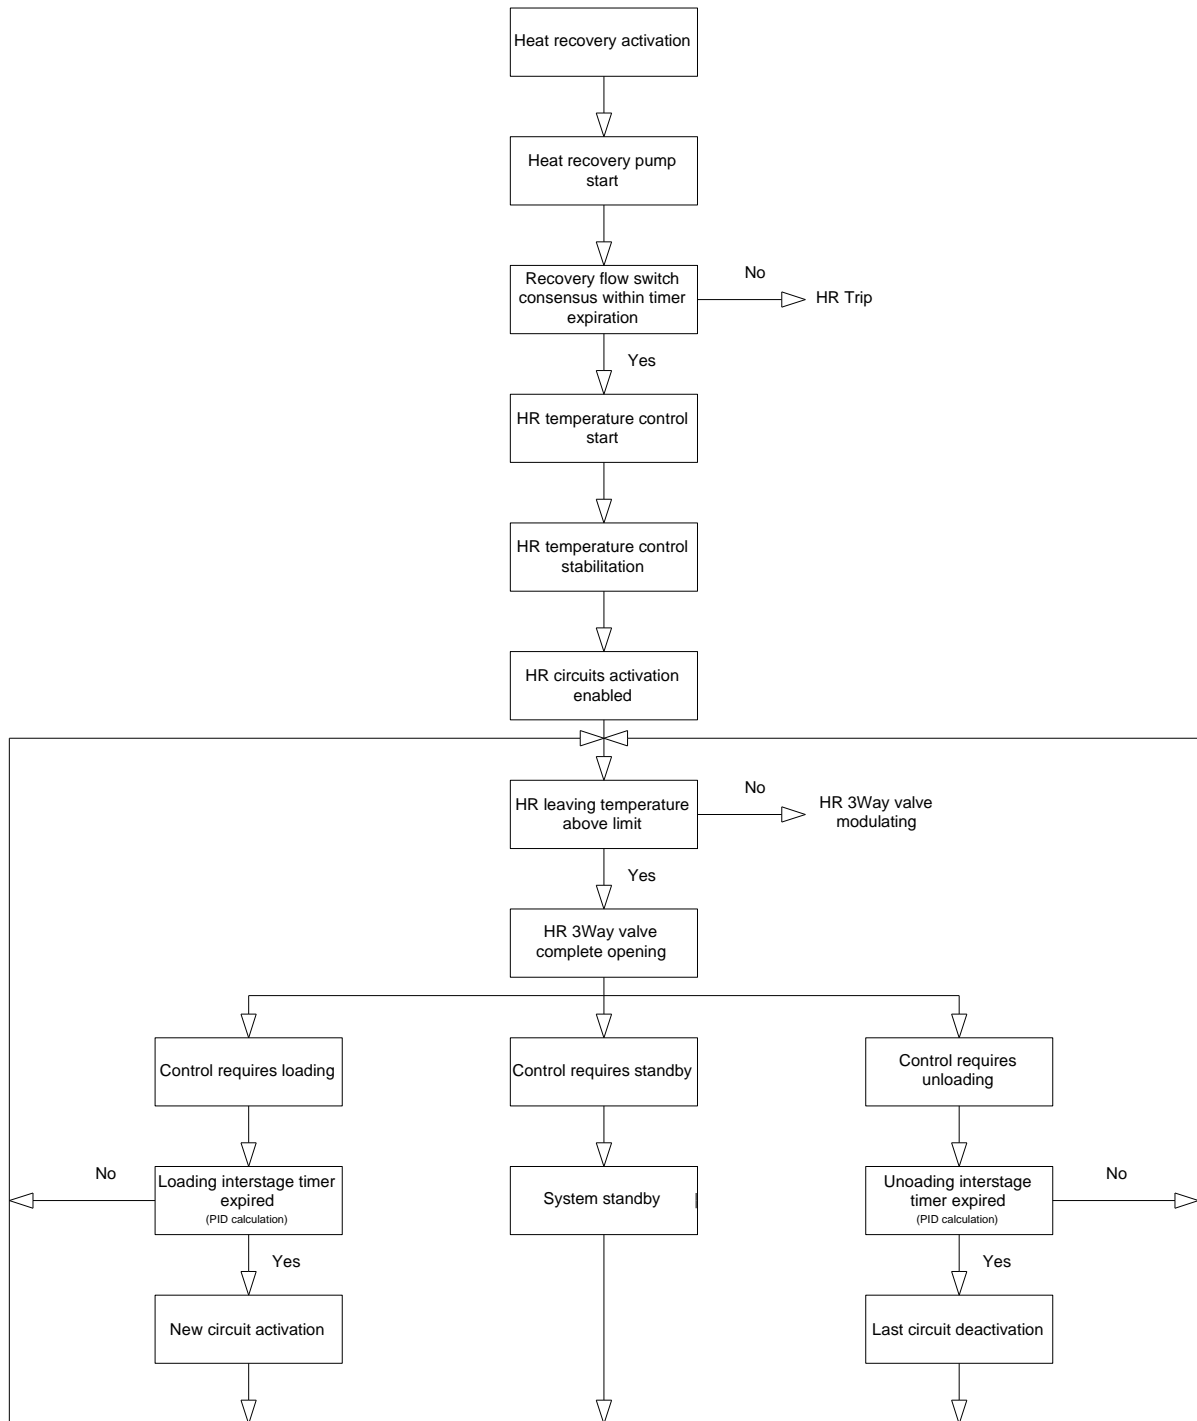 Heat recovery activation
Heat recovery pump
start
Recovery flow switch
consensus within timer
expiration
No
HR Trip
Yes
HR temperature control
start
HR temperature control
stabilitation
HR circuits activation
enabled
HR leaving temperature
above limit
No
HR 3Way valve
modulating
Yes
HR 3Way valve
complete opening
Control requires loading
Control requires standby
Control requires
unloading
No
Loading interstage timer
expired
(PID calculation)
System standby
Unoading interstage
timer expired
(PID calculation)
No
Yes
Yes
New circuit activation
Last circuit deactivation